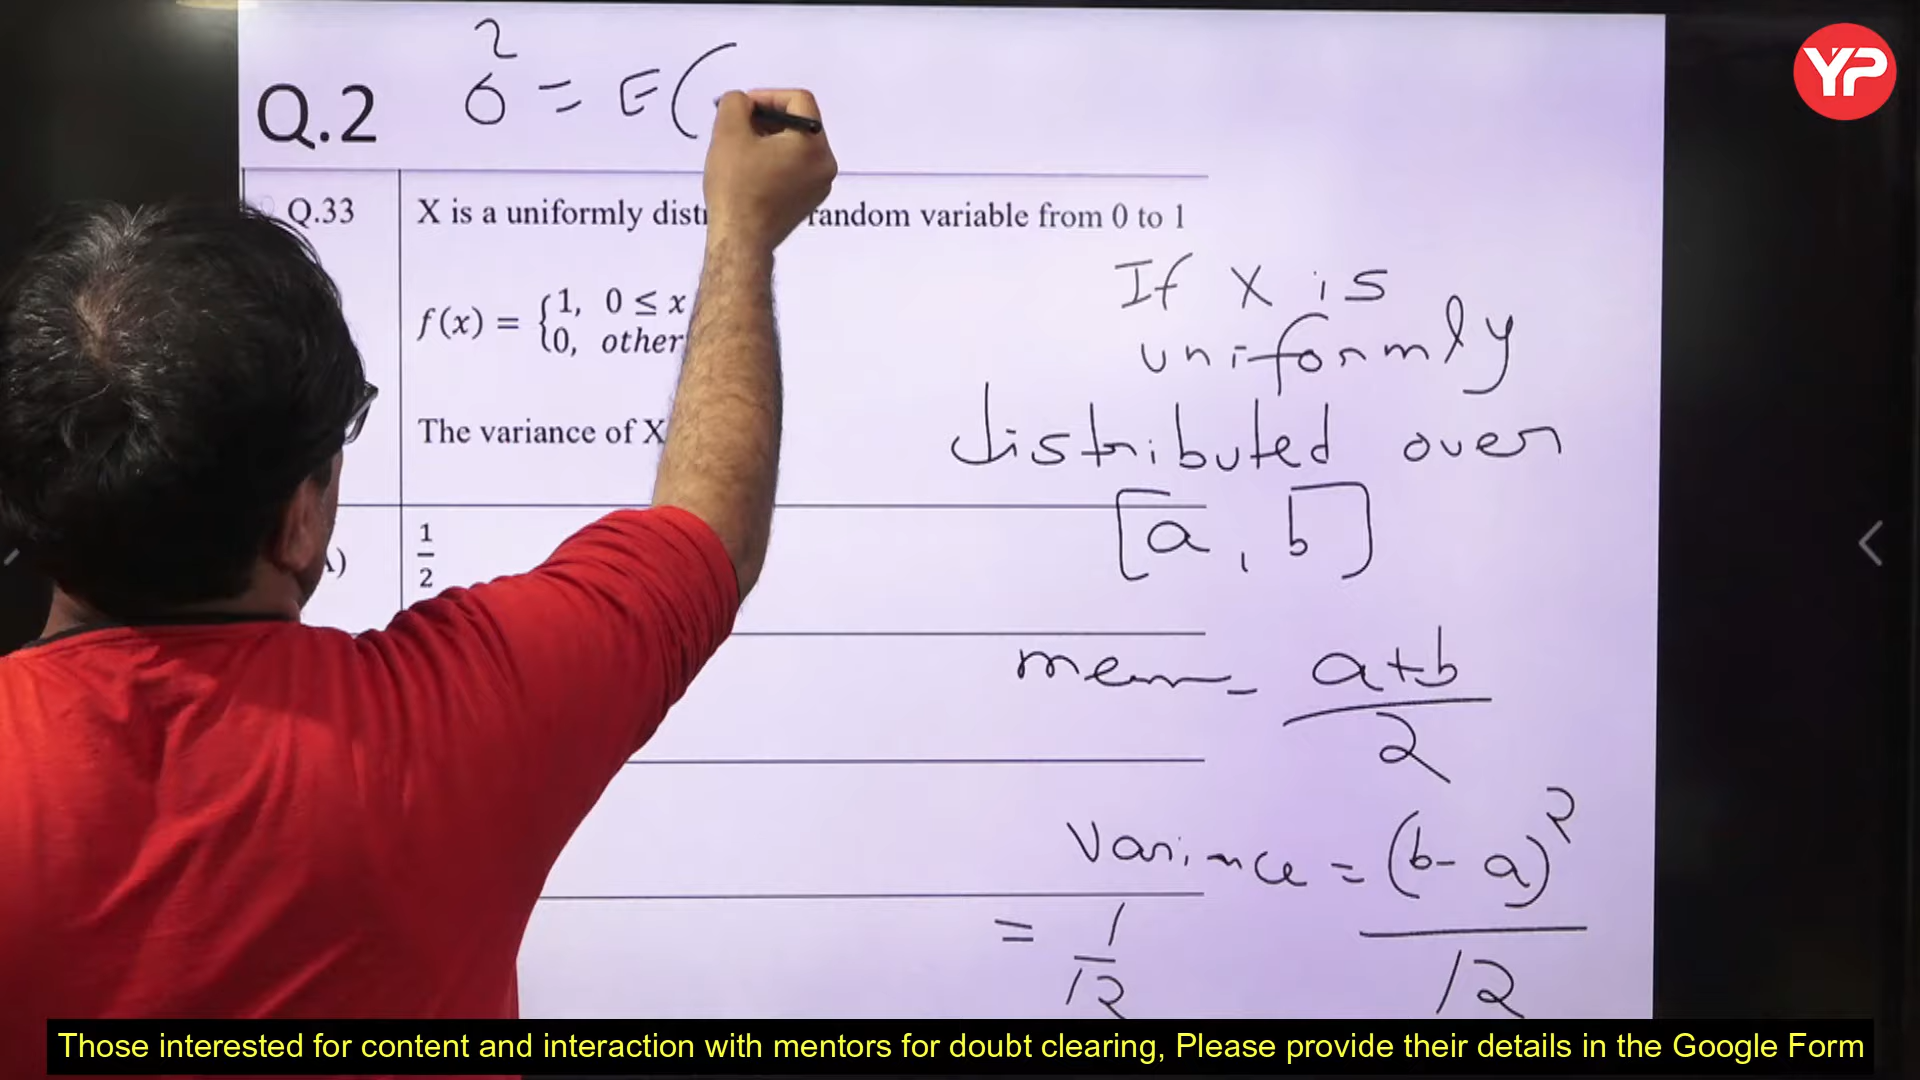 YP
Q.2 σ² = E(
Q.33 X is a uniformly random variable from 0 to 1
f(x) = {1, 0 ≤ x
0,
The variance of X
1/2
If X is
uniformly
distributed over
[a, b]
mean = a+b/2
Variance = (b-a)²/12
= 1/12
Those interested for content and interaction with mentors for doubt clearing, Please provide their details in the Google Form